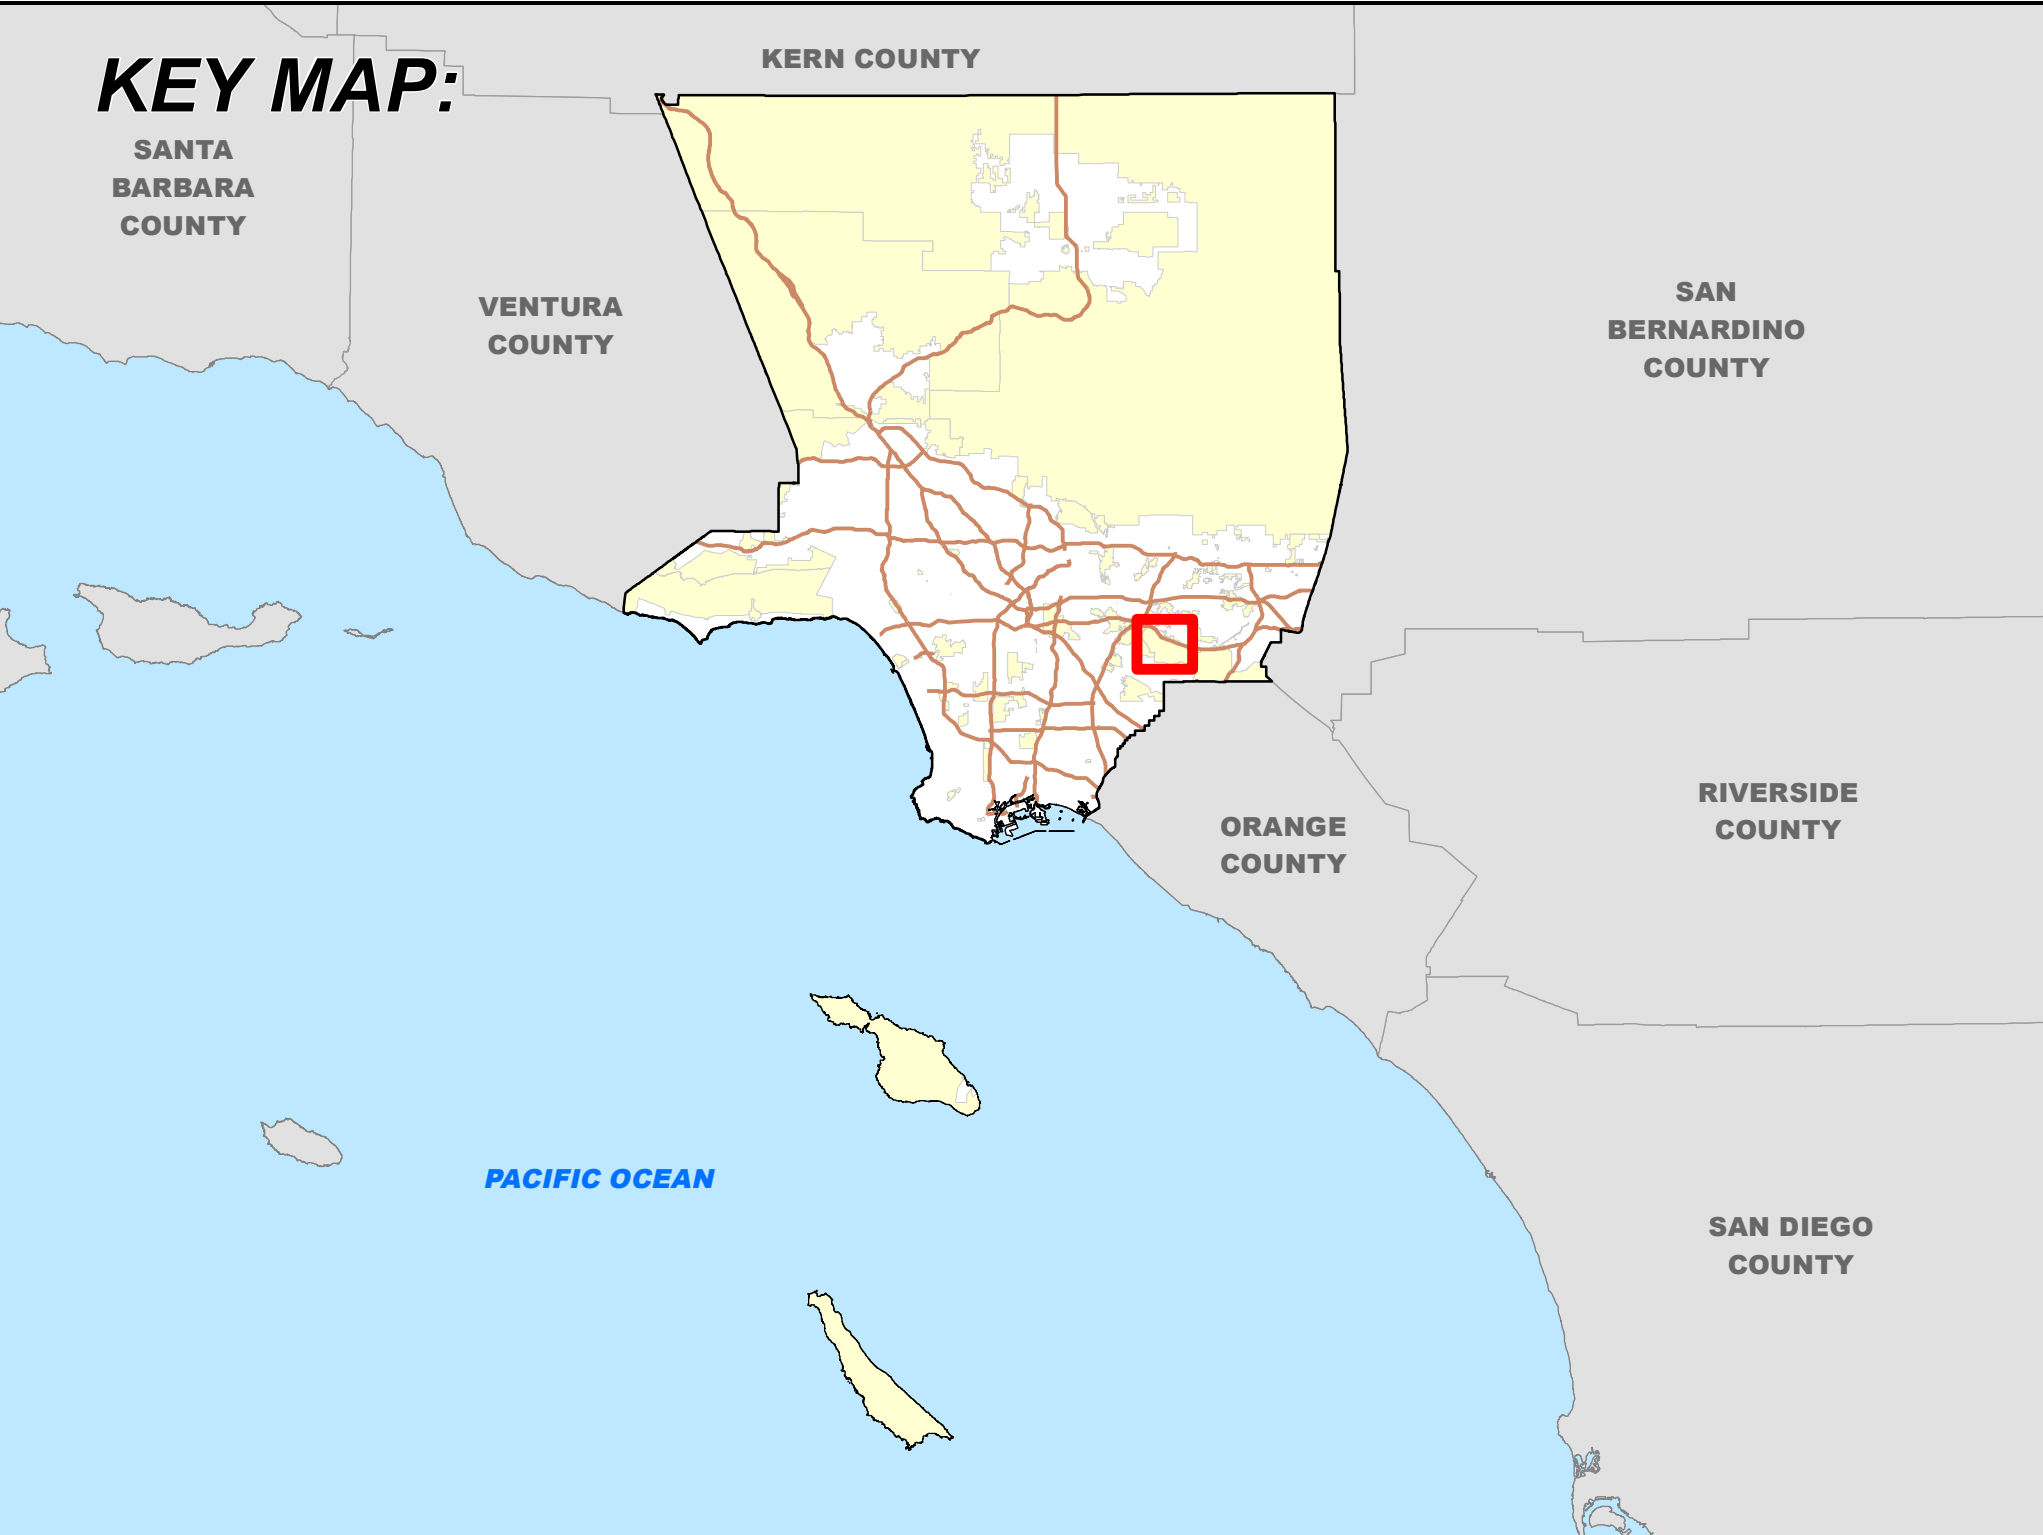 KEY MAP:
KERN COUNTY
SANTA
BARBARA
COUNTY
VENTURA
COUNTY
SAN
BERNARDINO
COUNTY
RIVERSIDE
COUNTY
ORANGE
COUNTY
PACIFIC OCEAN
SAN DIEGO
COUNTY